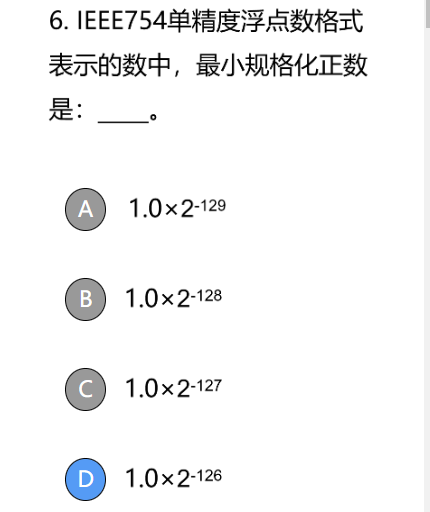 6. IEEE754单精度浮点数格式
表示的数中，最小规格化正数
是：____。
A 1.0×2-129
B 1.0×2-128
C 1.0×2-127
D 1.0×2-126